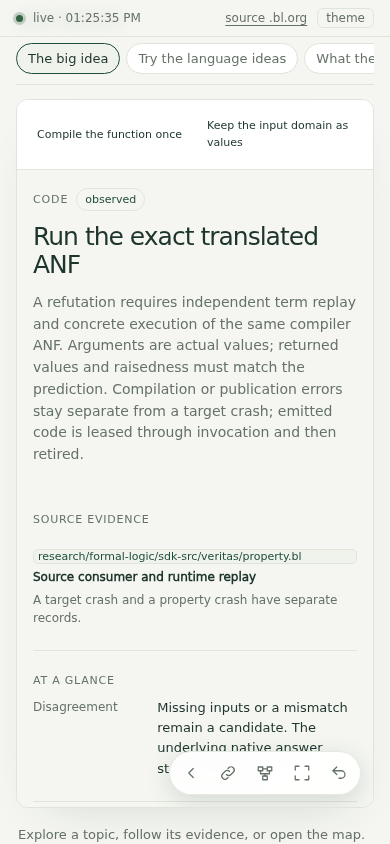 live · 01:25:35 PM
source .bl.org
theme
The big idea
Try the language ideas
What the
Compile the function once
Keep the input domain as
values
CODE
observed
Run the exact translated
ANF
A refutation requires independent term replay
and concrete execution of the same compiler
ANF. Arguments are actual values; returned
values and raisedness must match the
prediction. Compilation or publication errors
stay separate from a target crash; emitted
code is leased through invocation and then
retired.
SOURCE EVIDENCE
research/formal-logic/sdk-src/veritas/property.bl
Source consumer and runtime replay
A target crash and a property crash have separate
records.
AT A GLANCE
Disagreement
Missing inputs or a mismatch
remain a candidate. The
underlying native answer
st
Explore a topic, follow its evidence, or open the map.